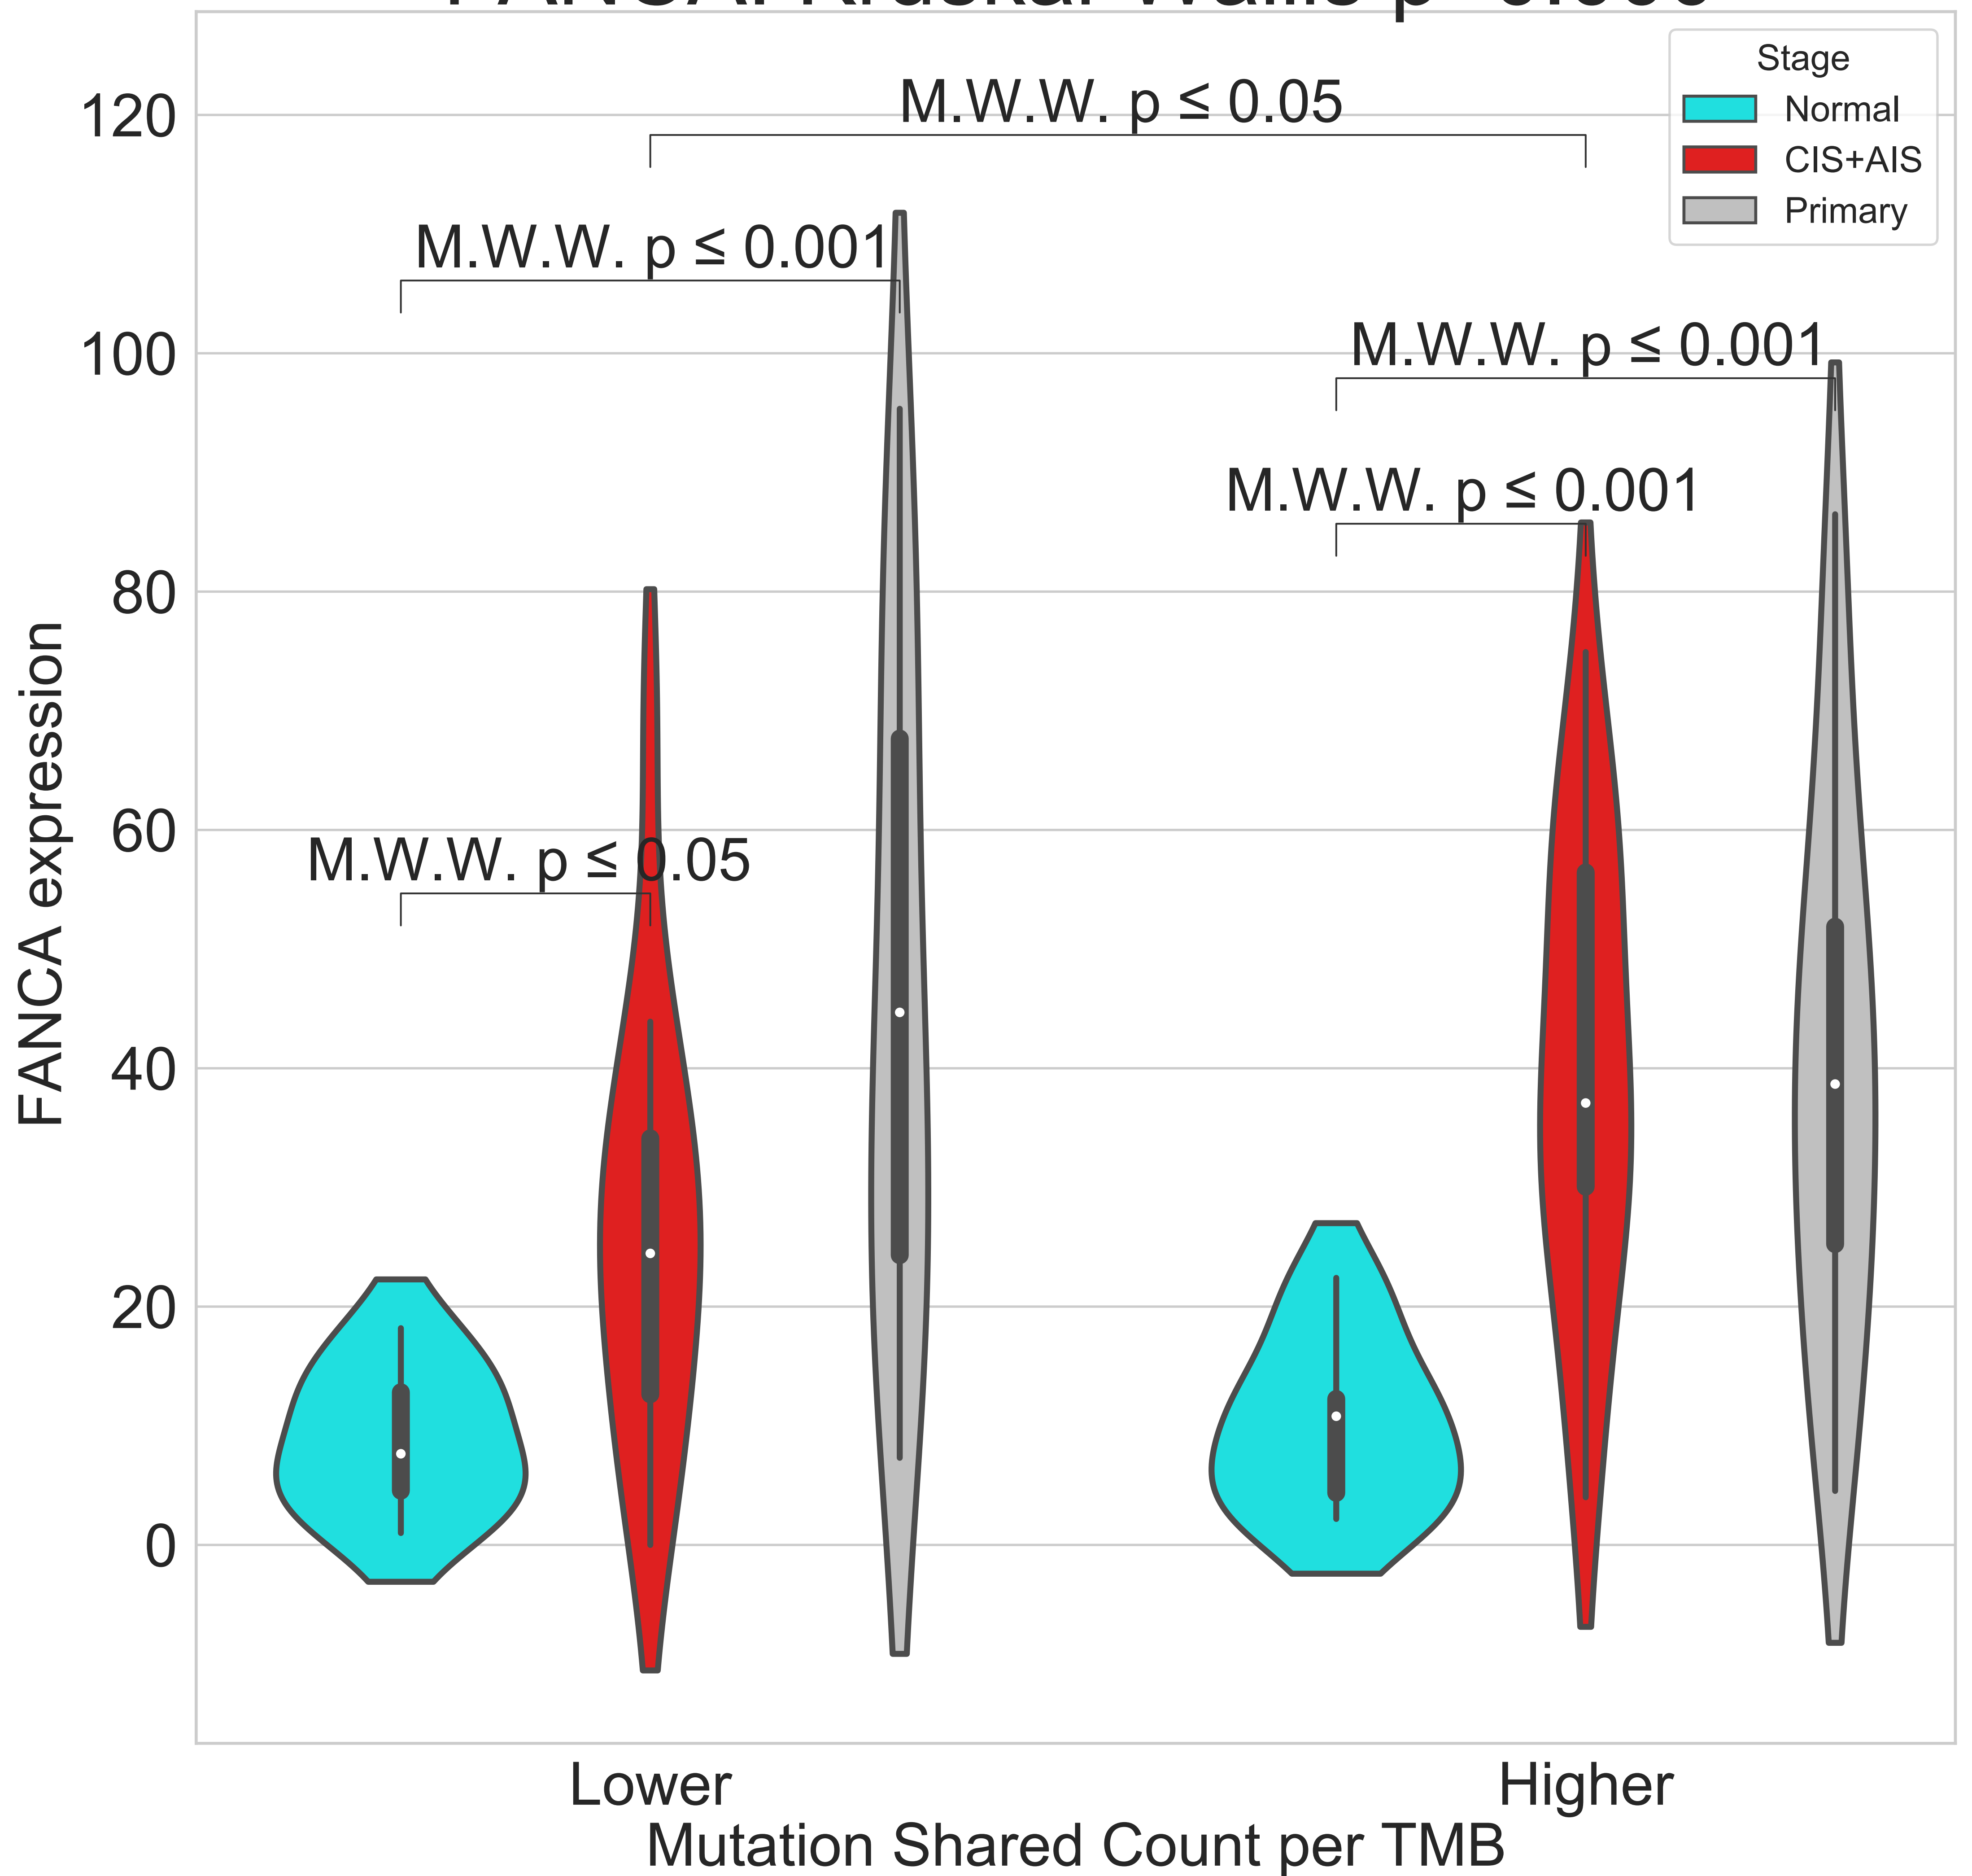 Stage
Normal
CIS+AIS
Primary
M.W.W. p ≤ 0.05
M.W.W. p ≤ 0.001
M.W.W. p ≤ 0.001
M.W.W. p ≤ 0.001
M.W.W. p ≤ 0.05
120
100
80
60
40
20
0
FANCA expression
Lower
Higher
Mutation Shared Count per TMB